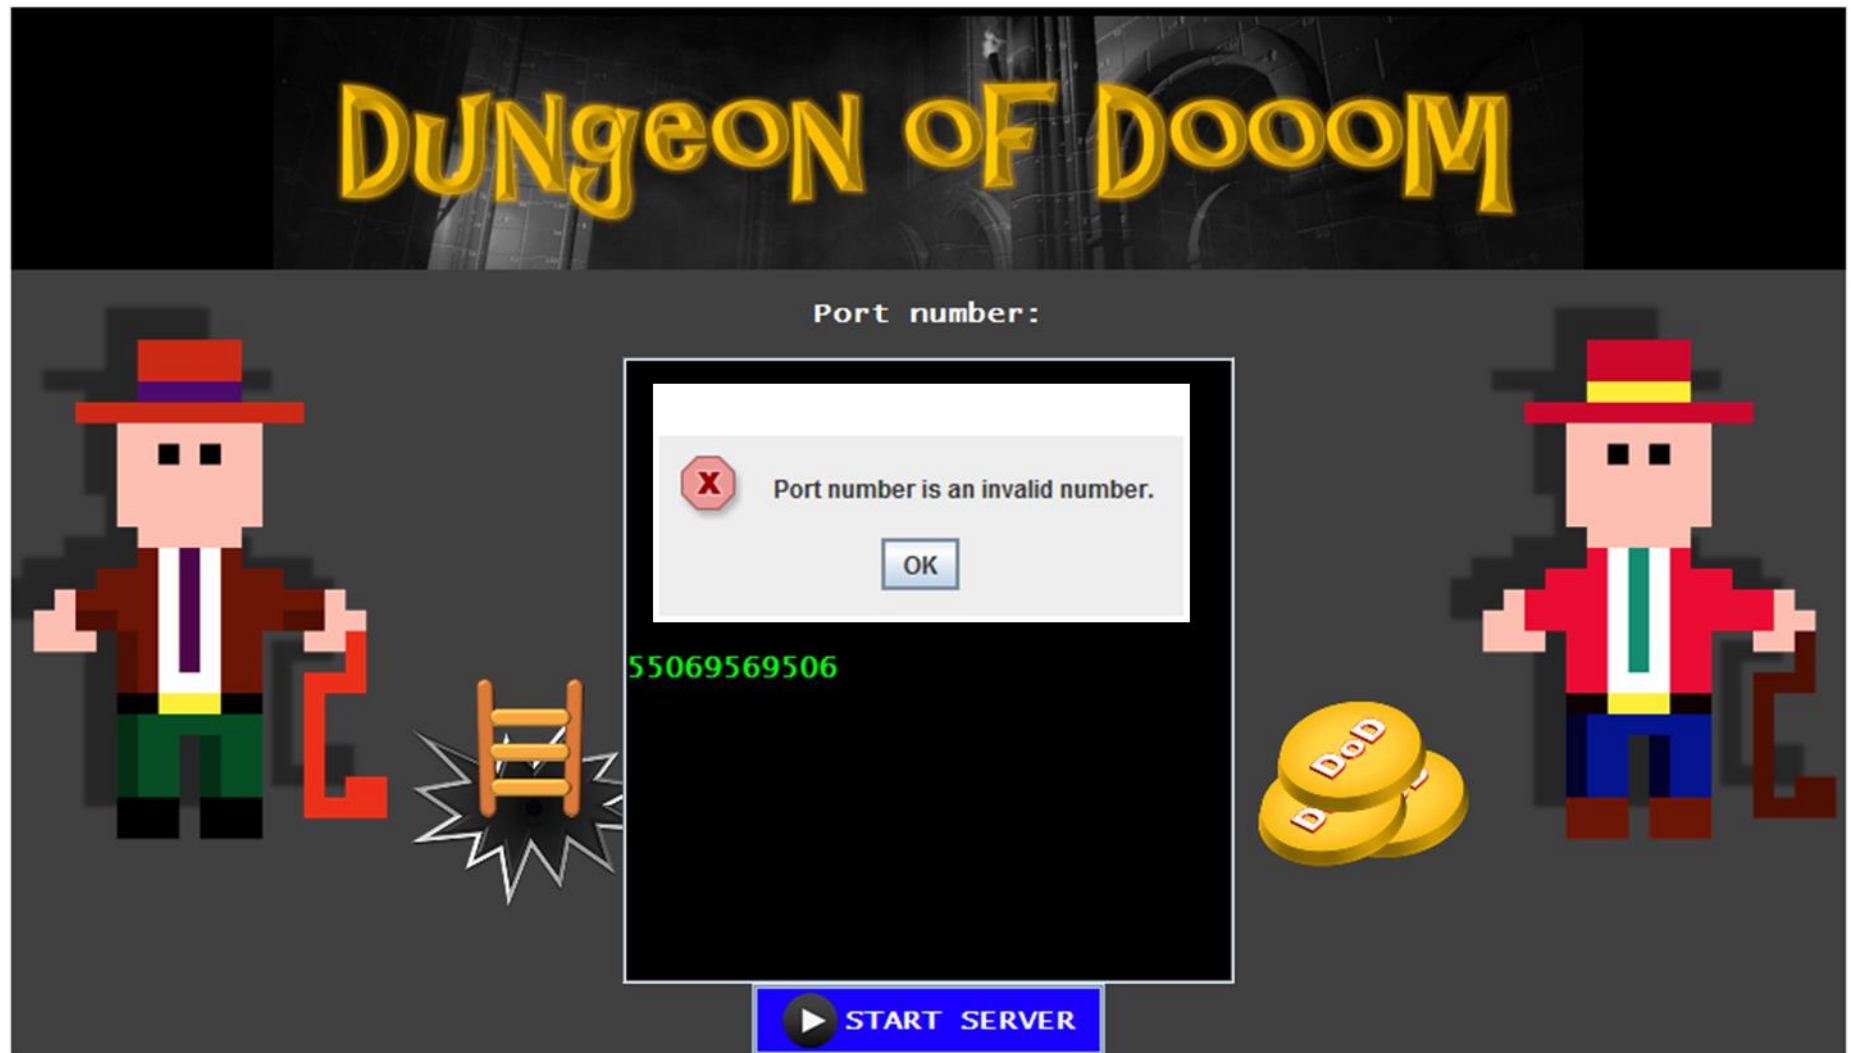 DUNgeoN oF DoooM
Port number:
X
Port number is an invalid number.
OK
55069569506
DoD
D
D
START SERVER